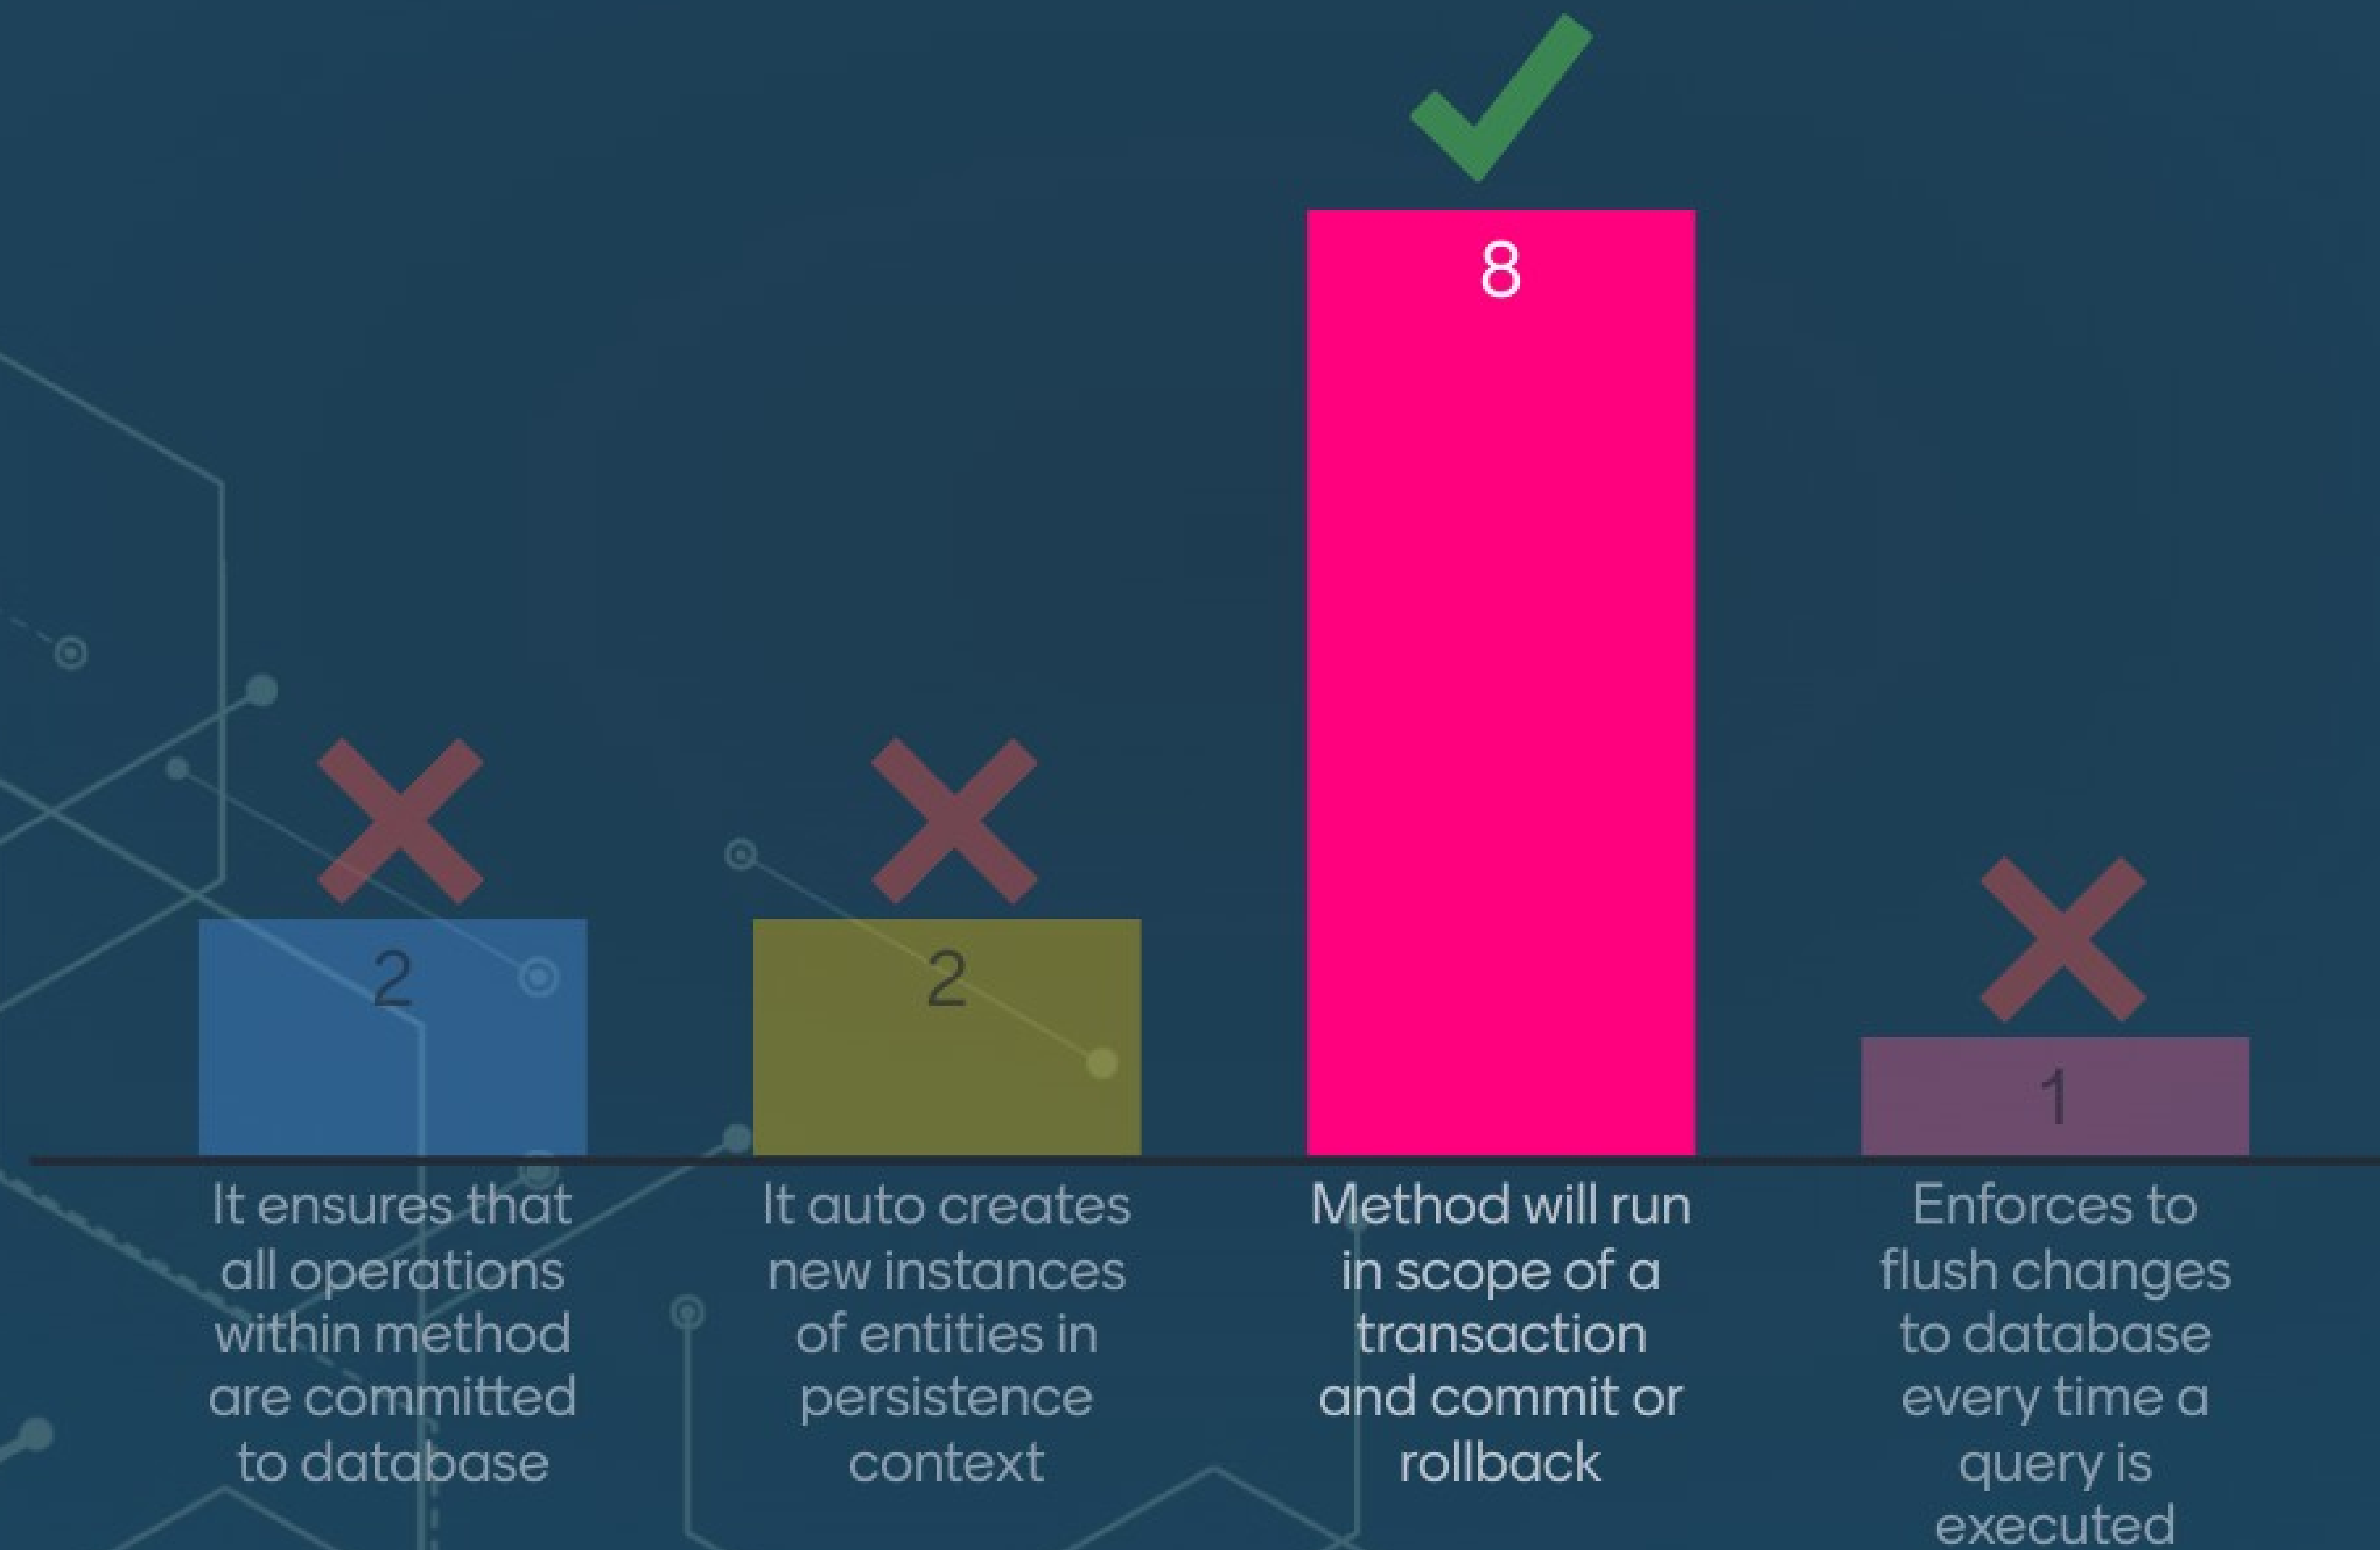 8
2
2
1
It ensures that
all operations
within method
are committed
to database
It auto creates
new instances
of entities in
persistence
context
Method will run
in scope of a
transaction
and commit or
rollback
Enforces to
flush changes
to database
every time a
query is
executed